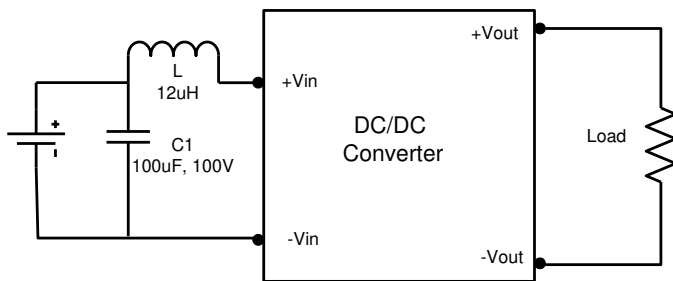 +Vout
L
12uH
+Vin
+
-
C1
100uF, 100V
DC/DC
Converter
Load
-Vin
-Vout